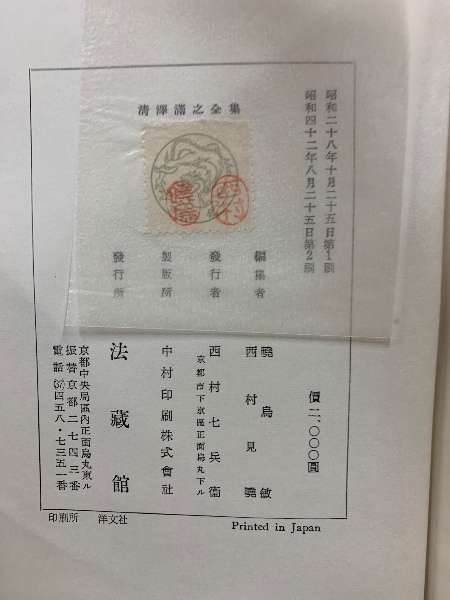 清澤滿之全集
昭和二十八年十月二十五日第1刷
昭和四十二年八月二十五日第2刷
價二、〇〇〇圓
編集者
曉烏敏
西村見曉
發行者
西村七兵衞
京都市下京區正面烏丸下ル
製版所
中村印刷株式會社
發行所
法藏館
京都中央局區內正面烏丸東ル
振替京都二七四三番
電話(37)四五八・七三五一番
印刷所 洋文社
Printed in Japan